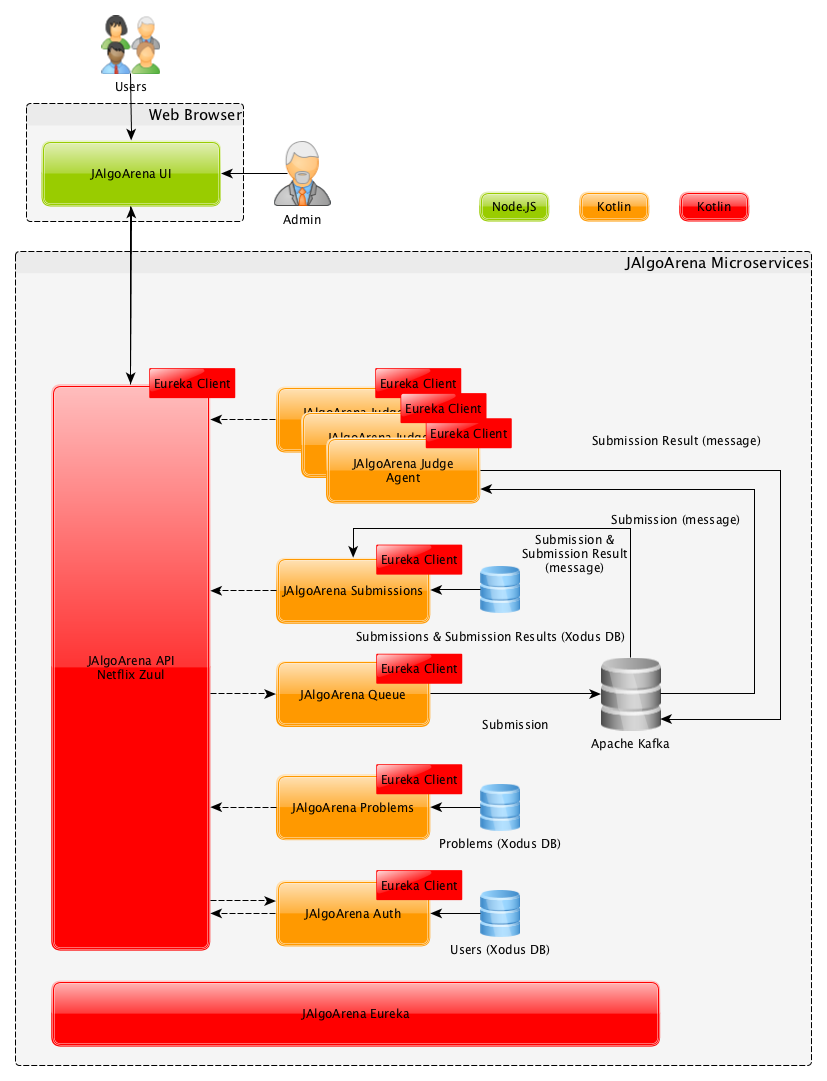 Users
Web Browser
JAlgoArena UI
Admin
Node.JS
Kotlin
Kotlin
JAlgoArena Microservices
Eureka Client
JAlgoArena API
Netflix Zuul
Eureka Client
JAlgoArena Judge
Eureka Client
JAlgoArena Judge
Eureka Client
JAlgoArena Judge
Agent
Submission Result (message)
Submission (message)
Submission &
Submission Result
(message)
Eureka Client
JAlgoArena Submissions
Submissions & Submission Results (Xodus DB)
Eureka Client
JAlgoArena Queue
Submission
Apache Kafka
Eureka Client
JAlgoArena Problems
Problems (Xodus DB)
Eureka Client
JAlgoArena Auth
Users (Xodus DB)
JAlgoArena Eureka